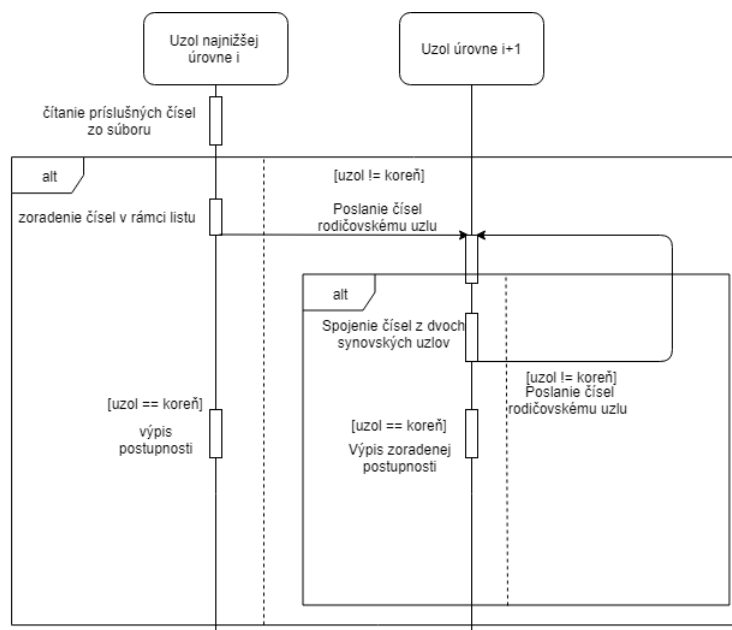 Uzol najnižšej
úrovne i
Uzol úrovne i+1
čítanie príslušných čísel
zo súboru
alt
[uzol != koreň]
zoradenie čísel v rámci listu
Poslanie čísel
rodičovskému uzlu
alt
Spojenie čísel z dvoch
synovských uzlov
[uzol != koreň]
Poslanie čísel
rodičovskému uzlu
[uzol == koreň]
výpis
postupnosti
[uzol == koreň]
Výpis zoradenej
postupnosti